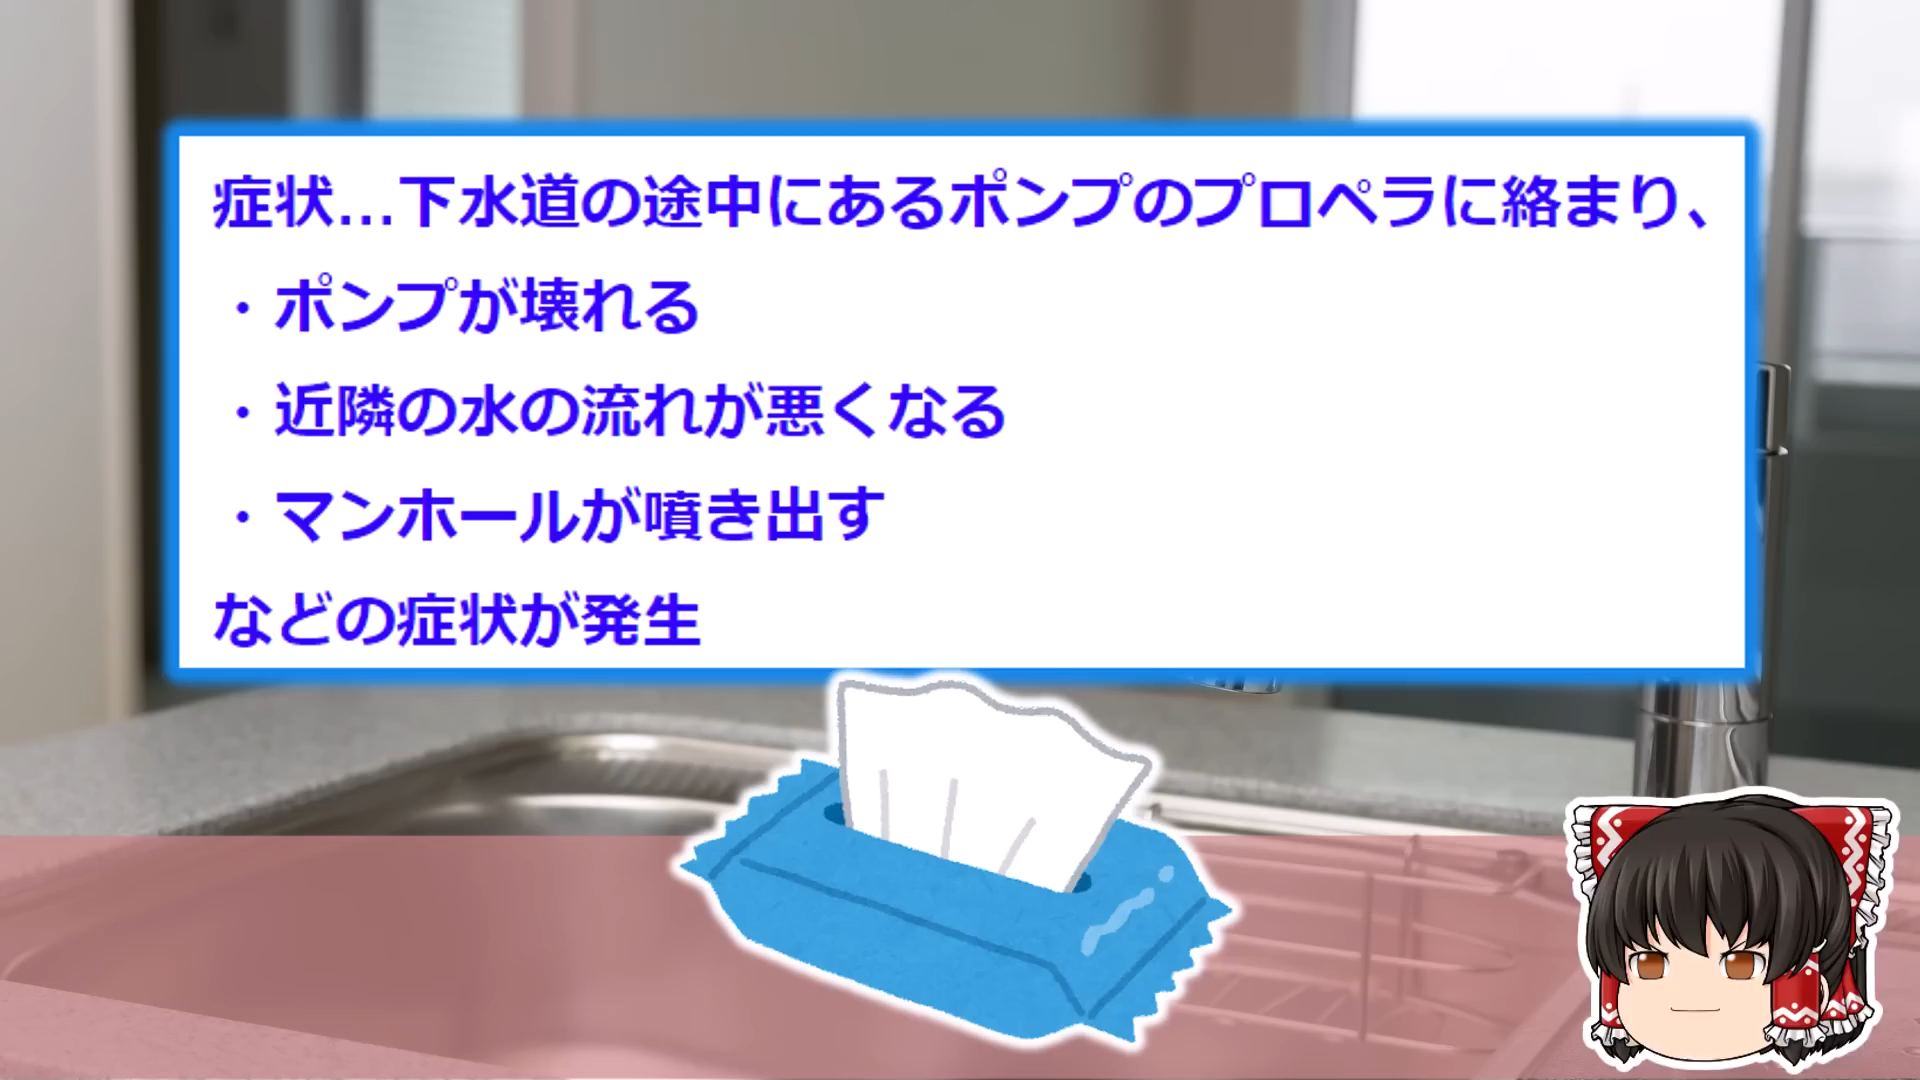 症状…下水道の途中にあるポンプのプロペラに絡まり、
・ポンプが壊れる
・近隣の水の流れが悪くなる
・マンホールが噴き出す
などの症状が発生